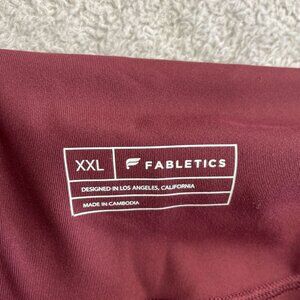 XXL FABLETICS
DESIGNED IN LOS ANGELES, CALIFORNIA
MADE IN CAMBODIA